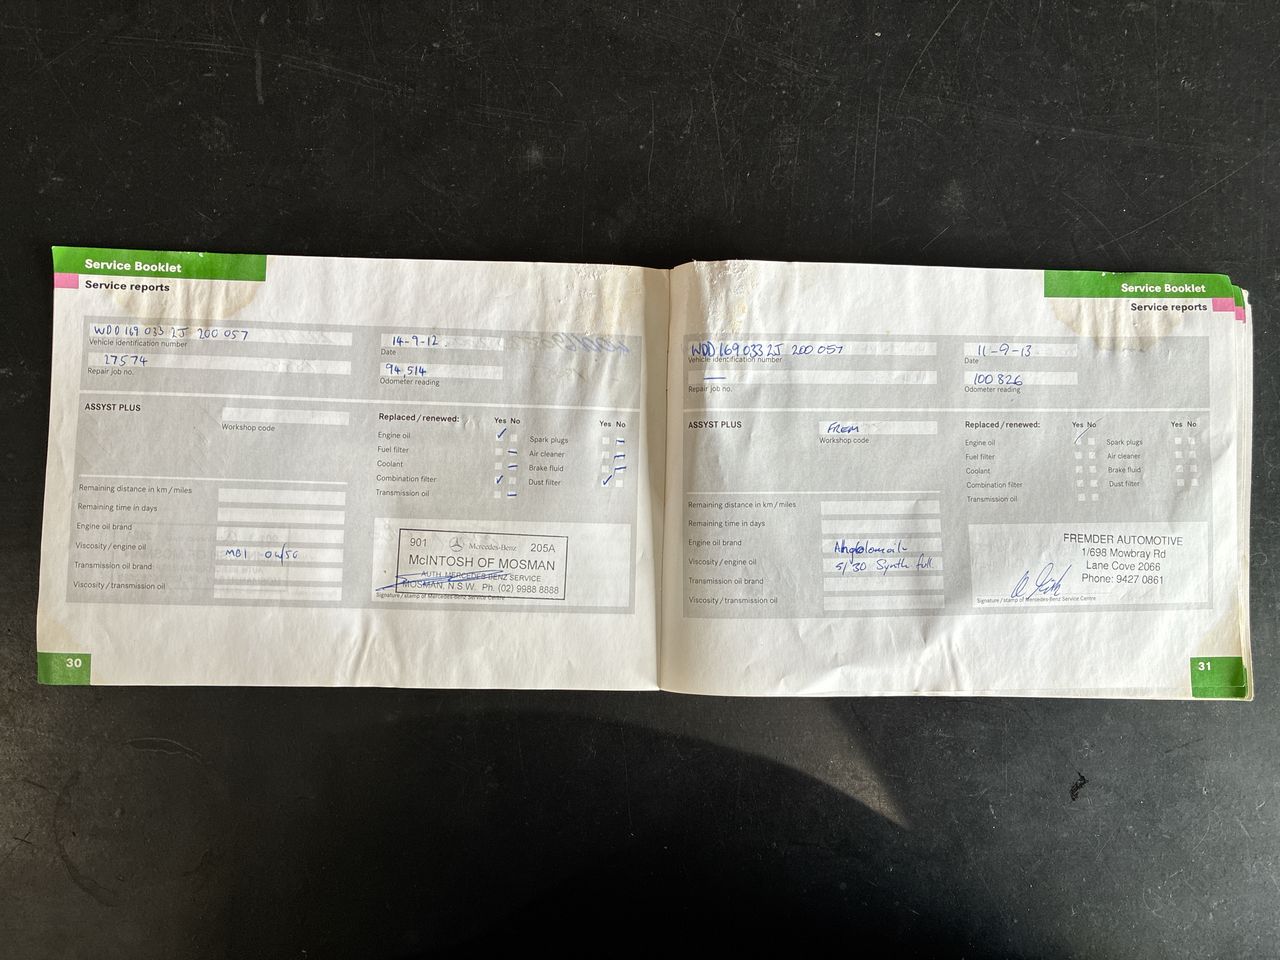 Service Booklet
Service reports
WDD 169 033 2J 200 057
Vehicle identification number
14-9-12
Date
27574
Repair job no.
94,514
Odometer reading
ASSYST PLUS
Workshop code
Replaced / renewed:
Yes No
Yes No
Engine oil
Spark plugs
Fuel filter
Air cleaner
Coolant
Brake fluid
Combination filter
Dust filter
Transmission oil
Remaining distance in km / miles
Remaining time in days
Engine oil brand
Viscosity / engine oil
Transmission oil brand
Viscosity / transmission oil
901 Mercedes-Benz 205A
McINTOSH OF MOSMAN
AUTH. MERCEDES BENZ SERVICE
MOSMAN, N.S.W. Ph. (02) 9988 8888
Signature / stamp of Mercedes-Benz Service Centre
30
Service Booklet
Service reports
WDD 169 033 2J 200 057
Vehicle identification number
11-9-13
Date
Repair job no.
100 826
Odometer reading
ASSYST PLUS
FREM
Workshop code
Replaced / renewed:
Yes No
Yes No
Engine oil
Spark plugs
Fuel filter
Air cleaner
Coolant
Brake fluid
Combination filter
Dust filter
Transmission oil
Remaining distance in km / miles
Remaining time in days
Engine oil brand
Viscosity / engine oil
5/30 Synth full
Transmission oil brand
Viscosity / transmission oil
FREMDER AUTOMOTIVE
1/698 Mowbray Rd
Lane Cove 2066
Phone: 9427 0861
Signature / stamp of Mercedes-Benz Service Centre
31